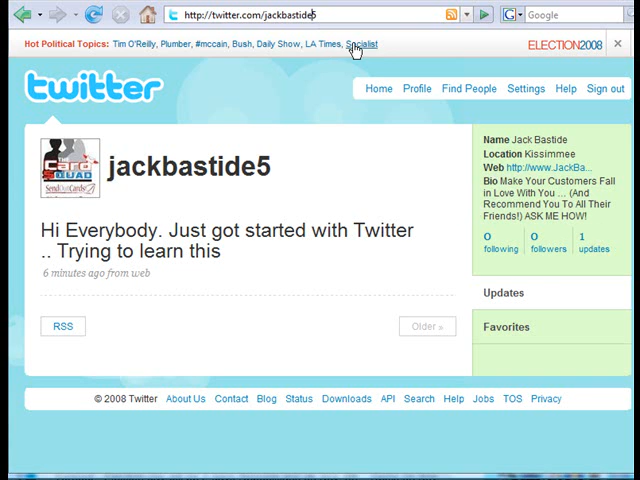 http://twitter.com/jackbastide5
Google
Hot Political Topics: Tim O'Reilly, Plumber, #mccain, Bush, Daily Show, LA Times, Socialist
ELECTION2008
twitter
Home Profile Find People Settings Help Sign out
THE
Card
SQUAD
SendOutCards
jackbastide5
Hi Everybody. Just got started with Twitter
.. Trying to learn this
6 minutes ago from web
RSS
Older »
Name Jack Bastide
Location Kissimmee
Web http://www.JackBa...
Bio Make Your Customers Fall
in Love With You ... (And
Recommend You To All Their
Friends!) ASK ME HOW!
0 0 1
following followers updates
Updates
Favorites
© 2008 Twitter About Us Contact Blog Status Downloads API Search Help Jobs TOS Privacy